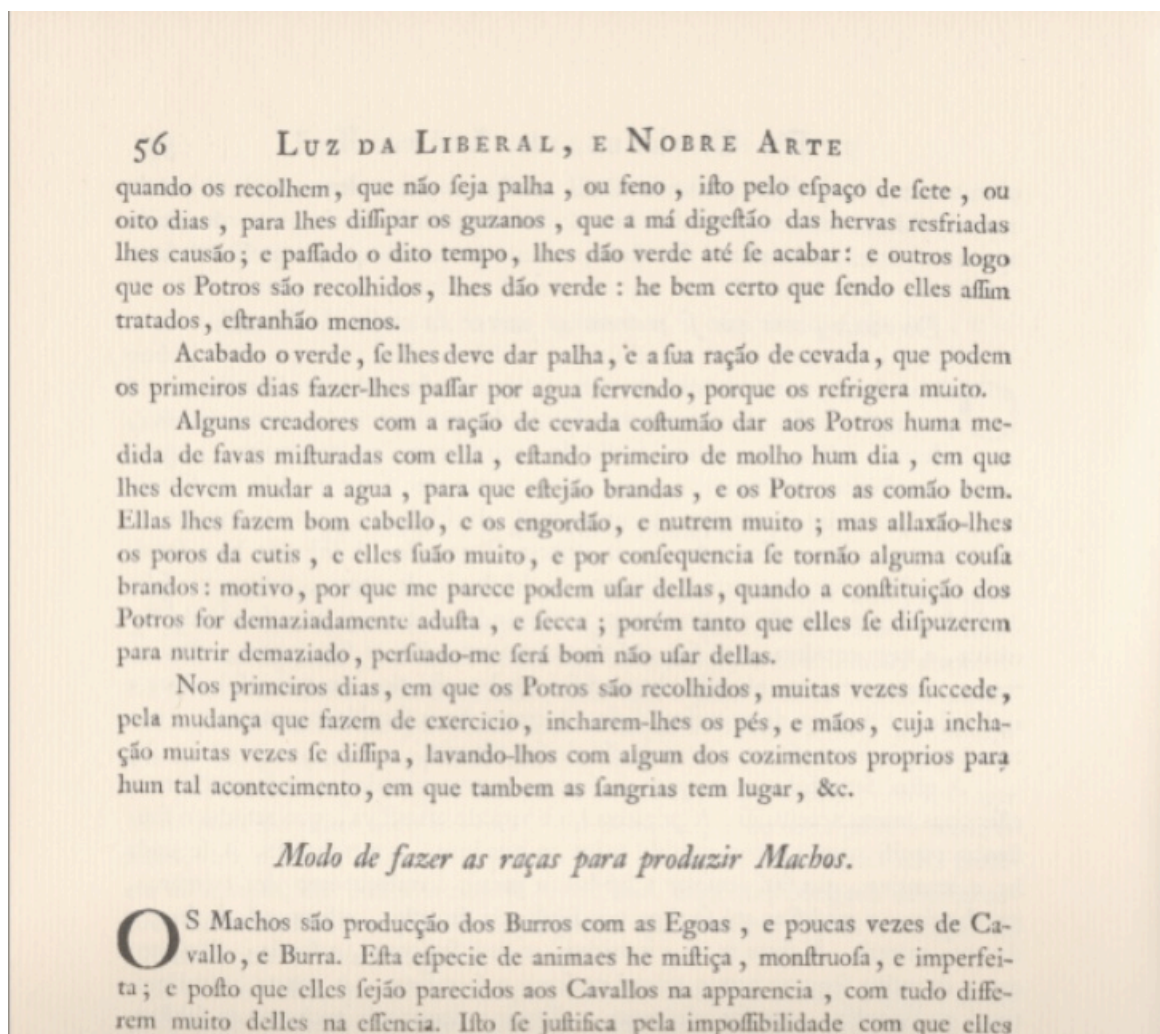 56 LUZ DA LIBERAL, E NOBRE ARTE
quando os recolhem, que não ſeja palha, ou feno, iſto pelo eſpaço de ſete, ou
oito dias, para lhes diſſipar os guzanos, que a má digeſtão das hervas resfriadas
lhes cauſão; e paſſado o dito tempo, lhes dão verde até ſe acabar: e outros logo
que os Potros são recolhidos, lhes dão verde: he bem certo que ſendo elles aſſim
tratados, eſtranhão menos.
Acabado o verde, ſe lhes deve dar palha, e a ſua ração de cevada, que podem
os primeiros dias fazer-lhes paſſar por agua fervendo, porque os refrigera muito.
Alguns creadores com a ração de cevada coſtumão dar aos Potros huma me-
dida de favas miſturadas com ella, eſtando primeiro de molho hum dia, em que
lhes devem mudar a agua, para que eſtejão brandas, e os Potros as comão bem.
Ellas lhes fazem bom cabello, e os engordão, e nutrem muito; mas allaxão-lhes
os poros da cutis, e elles ſuão muito, e por conſequencia ſe tornão alguma couſa
brandos: motivo, por que me parece podem uſar dellas, quando a conſtituição dos
Potros for demaziadamente aduſta, e ſecca; porém tanto que elles ſe diſpuzerem
para nutrir demaziado, perſuado-me ſerá bom não uſar dellas.
Nos primeiros dias, em que os Potros são recolhidos, muitas vezes ſuccede,
pela mudança que fazem de exercicio, incharem-lhes os pés, e mãos, cuja incha-
ção muitas vezes ſe diſſipa, lavando-lhos com algum dos cozimentos proprios para
hum tal acontecimento, em que tambem as ſangrias tem lugar, &c.
Modo de fazer as raças para produzir Machos.
OS Machos são producção dos Burros com as Egoas, e poucas vezes de Ca-
vallo, e Burra. Eſta eſpecie de animaes he miſtiça, monſtruoſa, e imperfei-
ta; e poſto que elles ſejão parecidos aos Cavallos na apparencia, com tudo diffe-
rem muito delles na eſſencia. Iſto ſe juſtifica pela impoſſibilidade com que elles